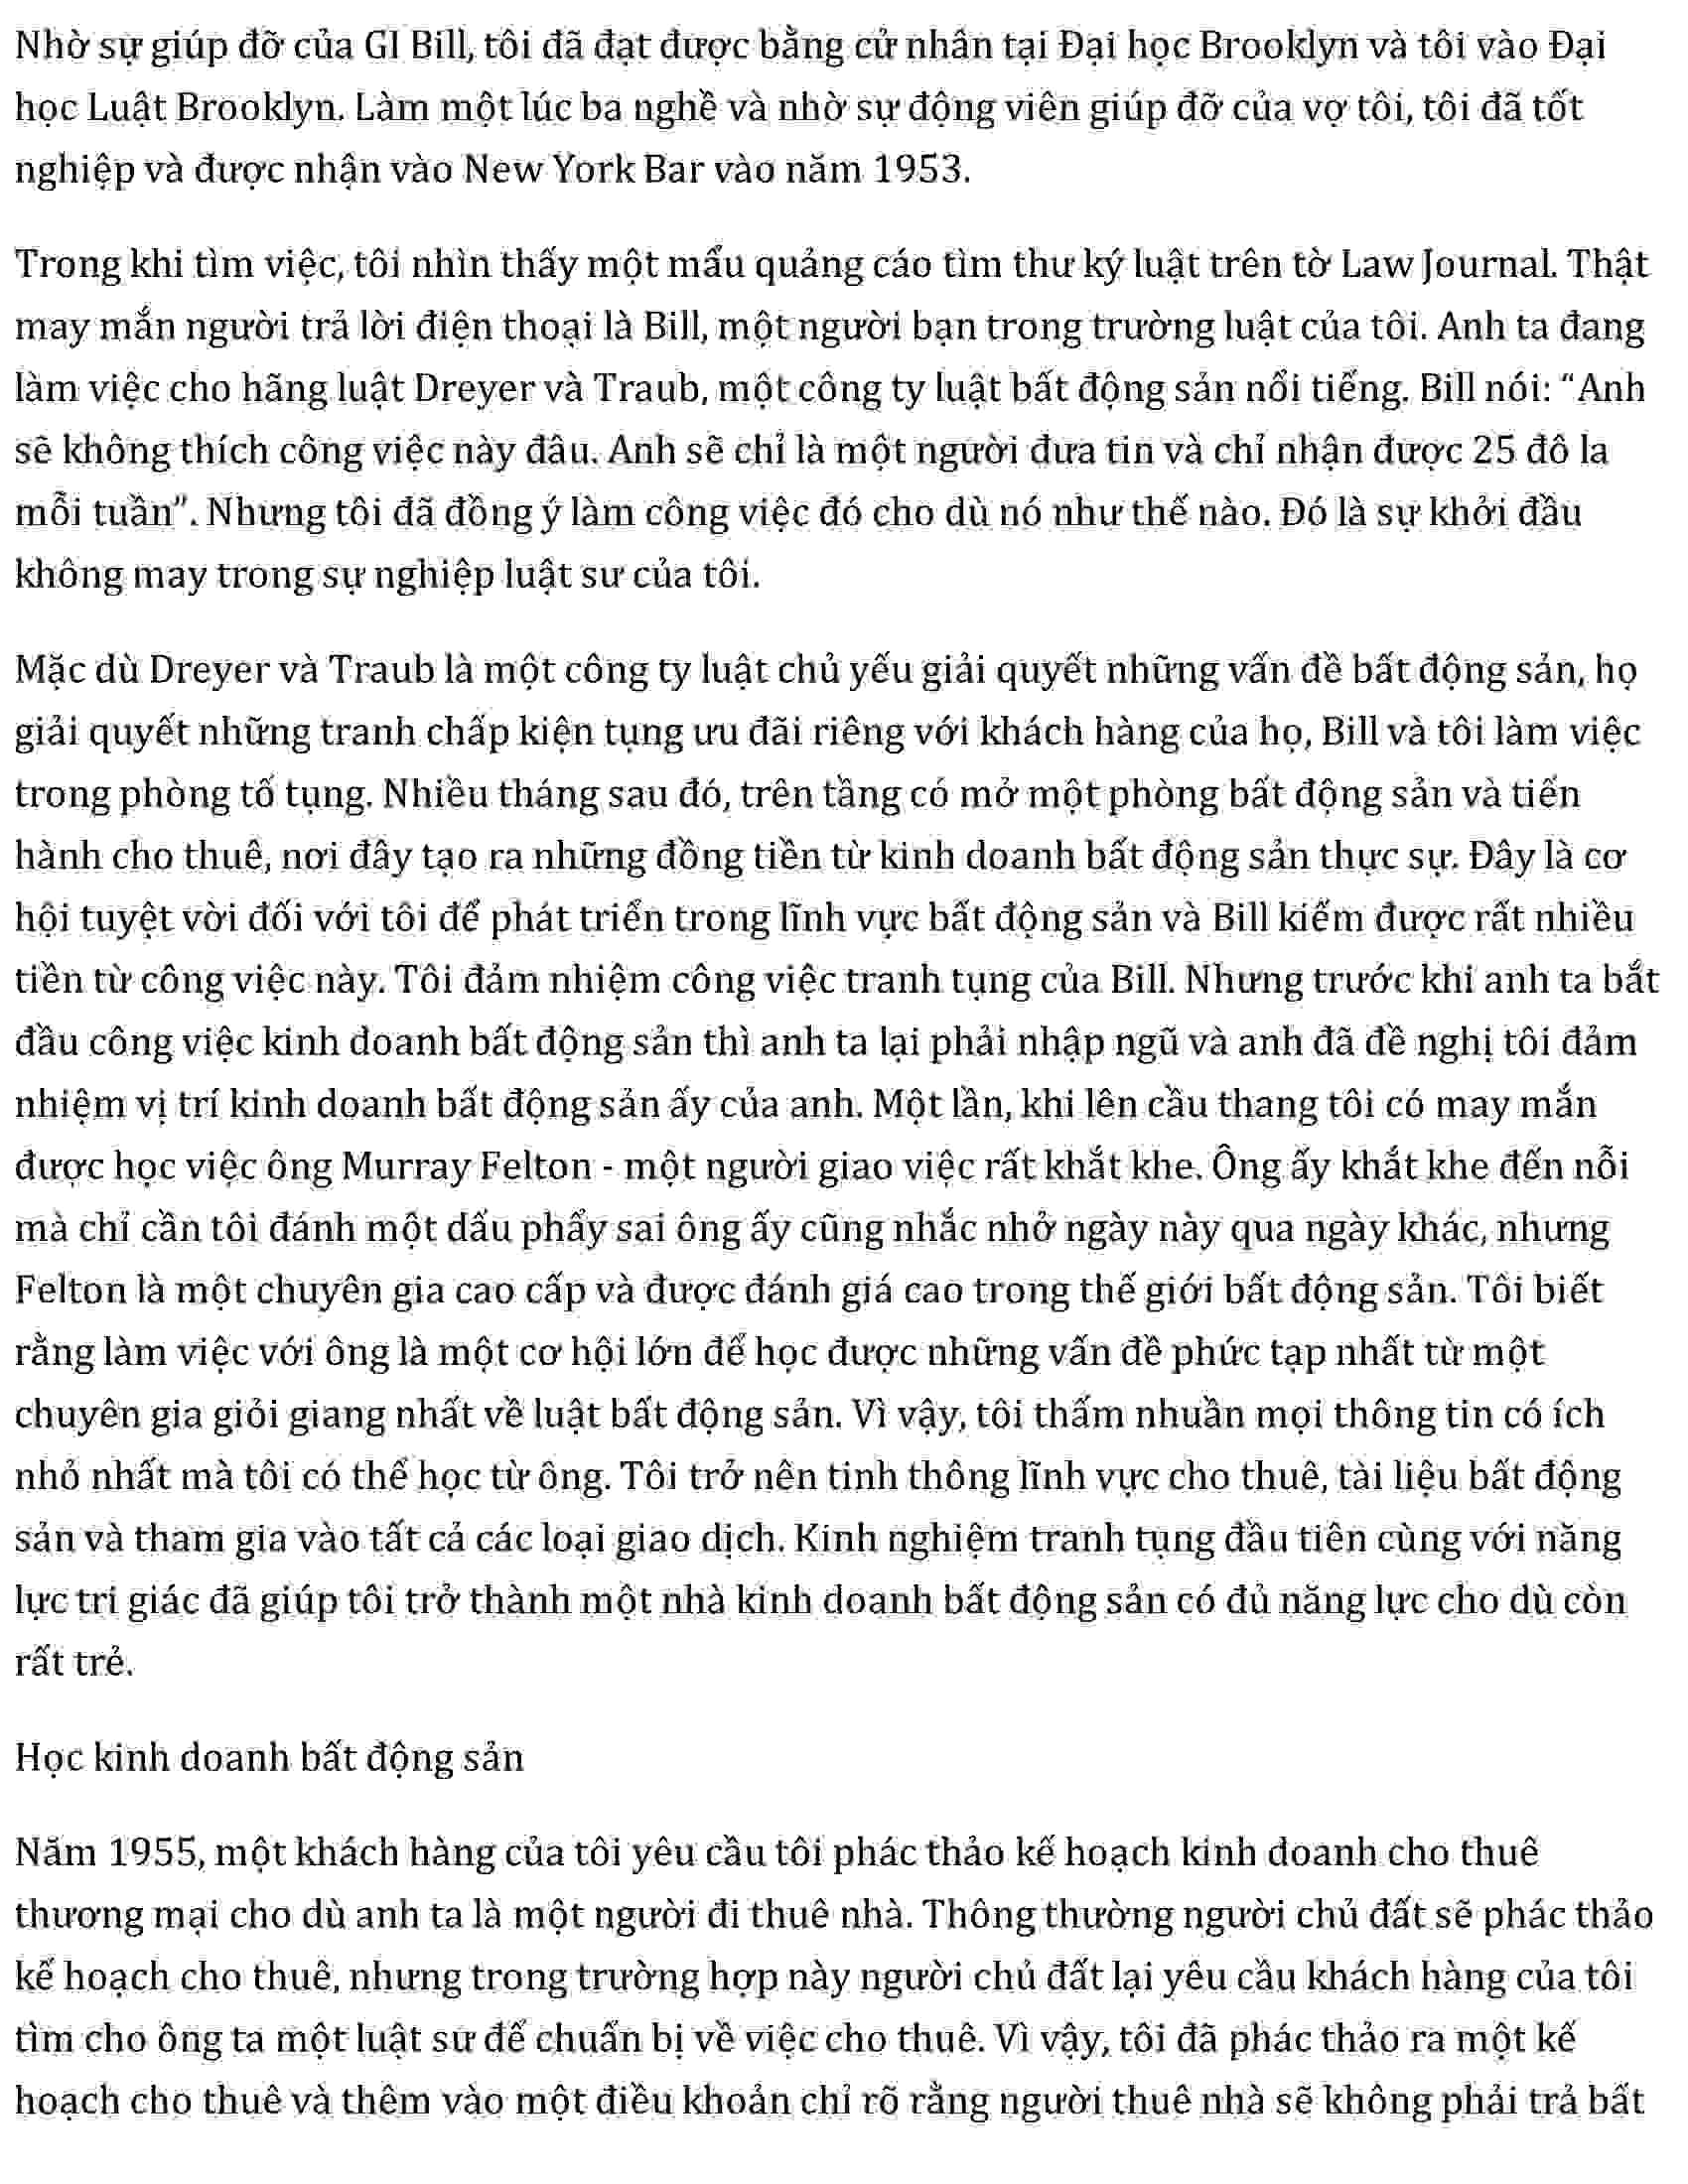 Nhờ sự giúp đỡ của GI Bill, tôi đã đạt được bằng cử nhân tại Đại học Brooklyn và tôi vào Đại
học Luật Brooklyn. Làm một lúc ba nghề và nhờ sự động viên giúp đỡ của vợ tôi, tôi đã tốt
nghiệp và được nhận vào New York Bar vào năm 1953.
Trong khi tìm việc, tôi nhìn thấy một mẩu quảng cáo tìm thư ký luật trên tờ Law Journal. Thật
may mắn người trả lời điện thoại là Bill, một người bạn trong trường luật của tôi. Anh ta đang
làm việc cho hãng luật Dreyer và Traub, một công ty luật bất động sản nổi tiếng. Bill nói: “Anh
sẽ không thích công việc này đâu. Anh sẽ chỉ là một người đưa tin và chỉ nhận được 25 đô la
mỗi tuần”. Nhưng tôi đã đồng ý làm công việc đó cho dù nó như thế nào. Đó là sự khởi đầu
không may trong sự nghiệp luật sư của tôi.
Mặc dù Dreyer và Traub là một công ty luật chủ yếu giải quyết những vấn đề bất động sản, họ
giải quyết những tranh chấp kiện tụng ưu đãi riêng với khách hàng của họ, Bill và tôi làm việc
trong phòng tố tụng. Nhiều tháng sau đó, trên tầng có mở một phòng bất động sản và tiến
hành cho thuê, nơi đây tạo ra những đồng tiền từ kinh doanh bất động sản thực sự. Đây là cơ
hội tuyệt vời đối với tôi để phát triển trong lĩnh vực bất động sản và Bill kiếm được rất nhiều
tiền từ công việc này. Tôi đảm nhiệm công việc tranh tụng của Bill. Nhưng trước khi anh ta bắt
đầu công việc kinh doanh bất động sản thì anh ta lại phải nhập ngũ và anh đã đề nghị tôi đảm
nhiệm vị trí kinh doanh bất động sản ấy của anh. Một lần, khi lên cầu thang tôi có may mắn
được học việc ông Murray Felton - một người giao việc rất khắt khe. Ông ấy khắt khe đến nỗi
mà chỉ cần tôi đánh một dấu phẩy sai ông ấy cũng nhắc nhở ngày này qua ngày khác, nhưng
Felton là một chuyên gia cao cấp và được đánh giá cao trong thế giới bất động sản. Tôi biết
rằng làm việc với ông là một cơ hội lớn để học được những vấn đề phức tạp nhất từ một
chuyên gia giỏi giang nhất về luật bất động sản. Vì vậy, tôi thấm nhuần mọi thông tin có ích
nhỏ nhất mà tôi có thể học từ ông. Tôi trở nên tinh thông lĩnh vực cho thuê, tài liệu bất động
sản và tham gia vào tất cả các loại giao dịch. Kinh nghiệm tranh tụng đầu tiên cùng với năng
lực tri giác đã giúp tôi trở thành một nhà kinh doanh bất động sản có đủ năng lực cho dù còn
rất trẻ.
Học kinh doanh bất động sản
Năm 1955, một khách hàng của tôi yêu cầu tôi phác thảo kế hoạch kinh doanh cho thuê
thương mại cho dù anh ta là một người đi thuê nhà. Thông thường người chủ đất sẽ phác thảo
kế hoạch cho thuê, nhưng trong trường hợp này người chủ đất lại yêu cầu khách hàng của tôi
tìm cho ông ta một luật sư để chuẩn bị về việc cho thuê. Vì vậy, tôi đã phác thảo ra một kế
hoạch cho thuê và thêm vào một điều khoản chỉ rõ rằng người thuê nhà sẽ không phải trả bất